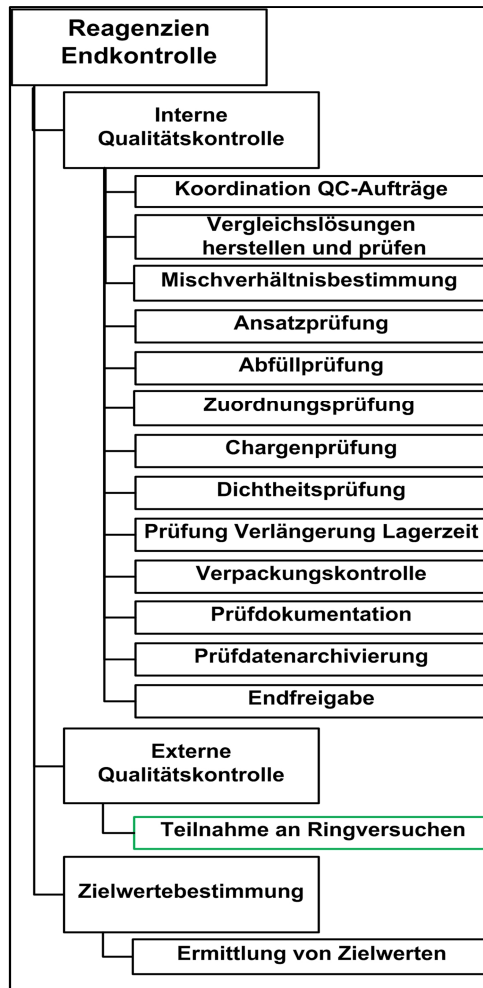 Reagenzien
Endkontrolle
Interne
Qualitätskontrolle
Koordination QC-Aufträge
Vergleichslösungen
herstellen und prüfen
Mischverhältnisbestimmung
Ansatzprüfung
Abfüllprüfung
Zuordnungsprüfung
Chargenprüfung
Dichtheitsprüfung
Prüfung Verlängerung Lagerzeit
Verpackungskontrolle
Prüfdokumentation
Prüfdatenarchivierung
Endfreigabe
Externe
Qualitätskontrolle
Teilnahme an Ringversuchen
Zielwertebestimmung
Ermittlung von Zielwerten